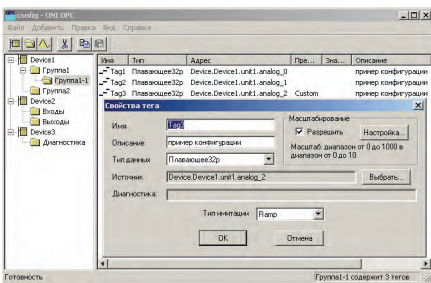 config - UNI OPC
Файл Добавить Правка Вид Справка
Device1
Группа1
Группа1-1
Группа2
Device2
Входы
Выходы
Device3
Диагностика
Имя Тип Адрес Пре... Зна... Описание
Tag1 Плавающее32р Device.Device1.unit1.analog_0 пример конфигурации
Tag2 Плавающее32р Device.Device1.unit1.analog_1 пример конфигурации
Tag3 Плавающее32р Device.Device1.unit1.analog_2 Custom пример конфигурации
Свойства тега
Имя Tag3
Описание пример конфигурации
Тип данных Плавающее32р
Источник Device.Device1.unit1.analog_2 Выбрать...
Диагностика:
Масштабирование
Разрешить Настройка...
Масштаб: диапазон от 0 до 1000 в
диапазон от 0 до 10
Тип имитации Ramp
OK Отмена
Готовность Группа1-1 содержит 3 тегов